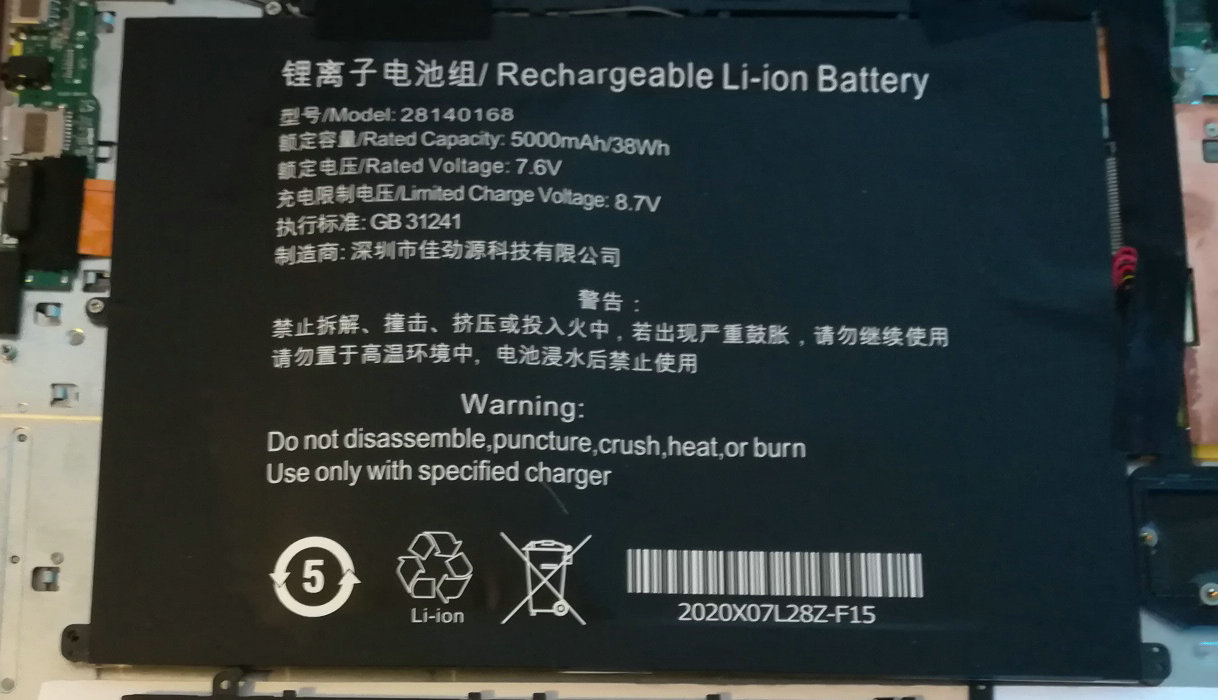 锂离子电池组/ Rechargeable Li-ion Battery
型号/Model: 28140168
额定容量/Rated Capacity: 5000mAh/38Wh
额定电压/Rated Voltage: 7.6V
充电限制电压/Limited Charge Voltage: 8.7V
执行标准: GB 31241
制造商: 深圳市佳劲源科技有限公司
警告：
禁止拆解、撞击、挤压或投入火中，若出现严重鼓胀，请勿继续使用
请勿置于高温环境中，电池浸水后禁止使用
Warning:
Do not disassemble,puncture,crush,heat,or burn
Use only with specified charger
5
Li-ion
2020X07L28Z-F15